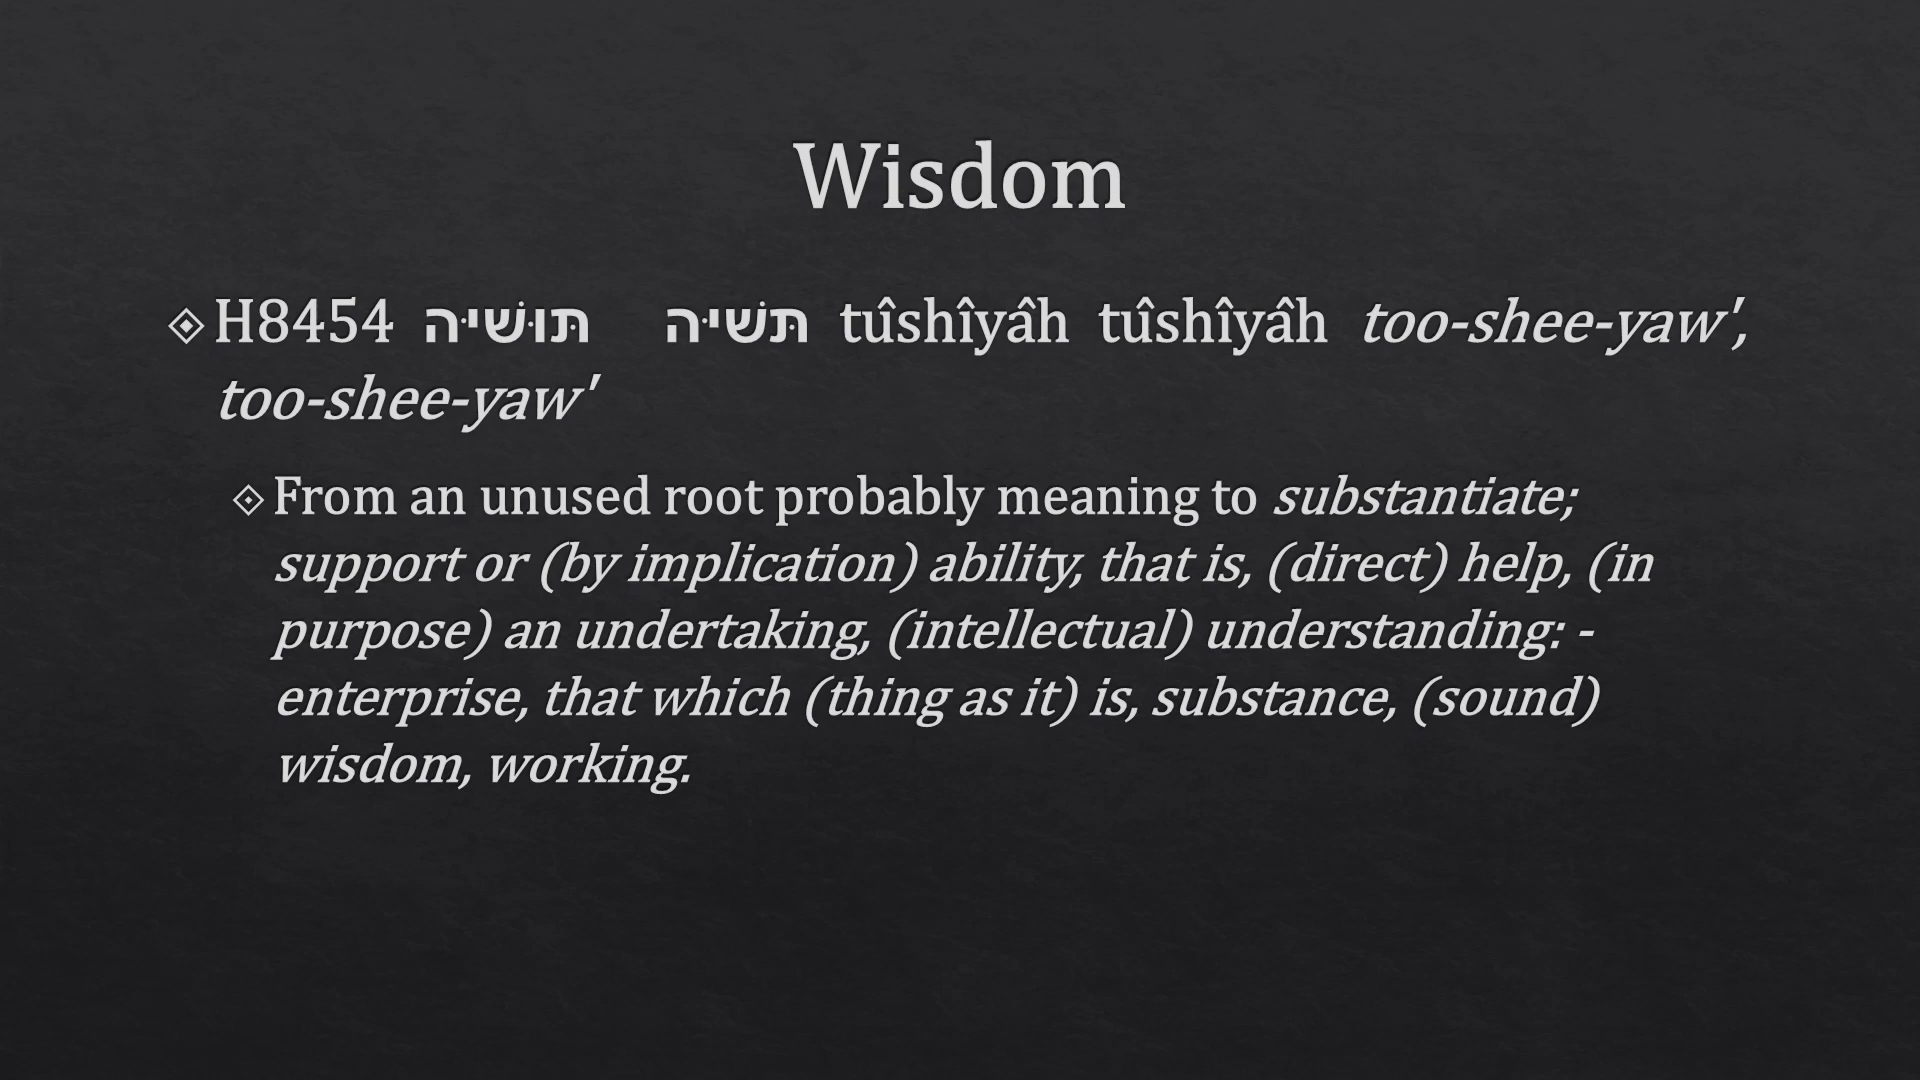 Wisdom
H8454 תּוּשׁיּה תּשׁיּה tûshîyâh tûshîyâh too-shee-yaw',
too-shee-yaw'
From an unused root probably meaning to substantiate;
support or (by implication) ability, that is, (direct) help, (in
purpose) an undertaking, (intellectual) understanding: -
enterprise, that which (thing as it) is, substance, (sound)
wisdom, working.